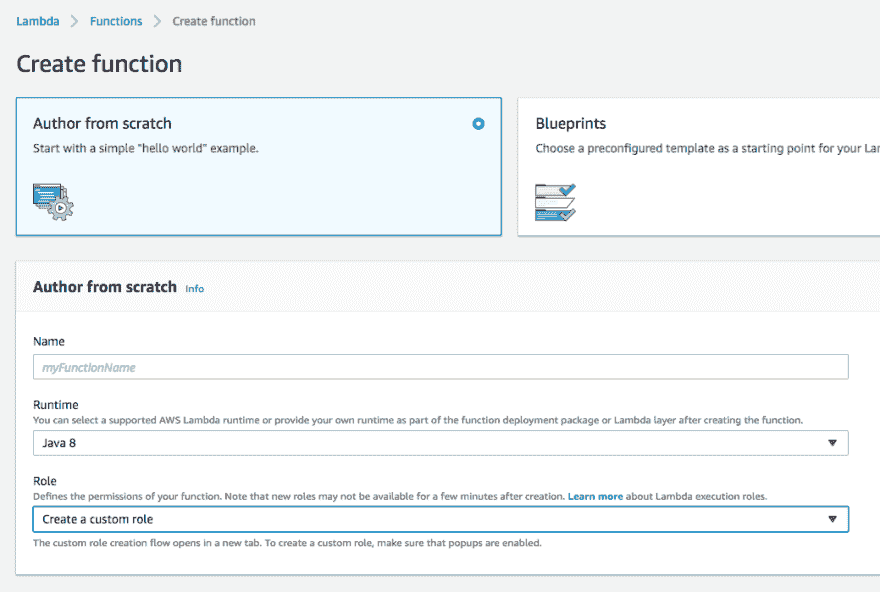 Lambda > Functions > Create function
Create function
Author from scratch
Start with a simple "hello world" example.
Blueprints
Choose a preconfigured template as a starting point for your
Author from scratch Info
Name
myFunctionName
Runtime
You can select a supported AWS Lambda runtime or provide your own runtime as part of the function deployment package or Lambda layer after creating the function.
Java 8
Role
Defines the permissions of your function. Note that new roles may not be available for a few minutes after creation. Learn more about Lambda execution roles.
Create a custom role
The custom role creation flow opens in a new tab. To create a custom role, make sure that popups are enabled.